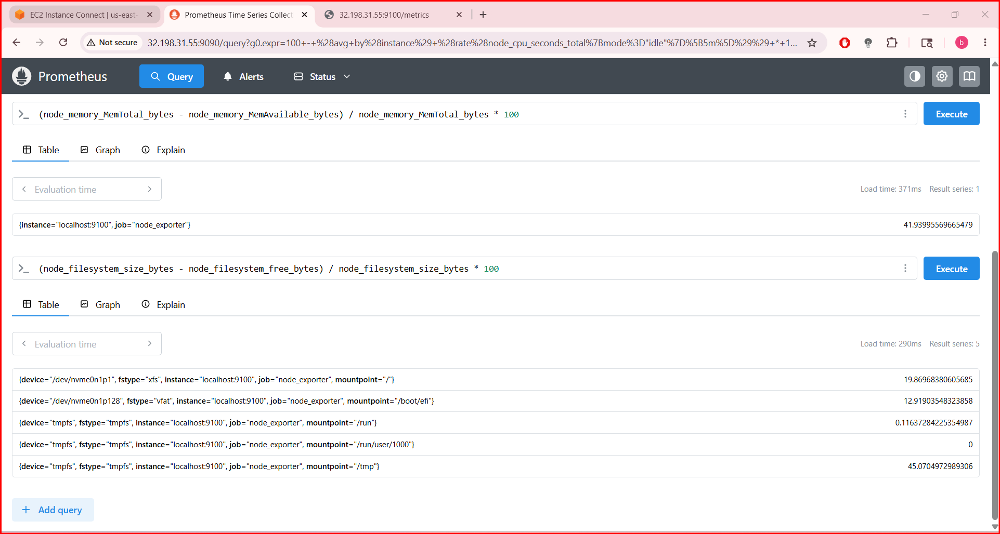 EC2 Instance Connect | us-east-
Prometheus Time Series Collect
32.198.31.55:9100/metrics
Not secure
32.198.31.55:9090/query?g0.expr=100+-+%28avg+by%28instance%29+%28rate%28node_cpu_seconds_total%7Bmode%3D"idle"%7D%5B5m%5D%29%29+*+1...
b
Prometheus
Query
Alerts
Status
(node_memory_MemTotal_bytes - node_memory_MemAvailable_bytes) / node_memory_MemTotal_bytes * 100
Execute
Table
Graph
Explain
Evaluation time
Load time: 371ms
Result series: 1
{instance="localhost:9100", job="node_exporter"}
41.93995569665479
(node_filesystem_size_bytes - node_filesystem_free_bytes) / node_filesystem_size_bytes * 100
Execute
Table
Graph
Explain
Evaluation time
Load time: 290ms
Result series: 5
{device="/dev/nvme0n1p1", fstype="xfs", instance="localhost:9100", job="node_exporter", mountpoint="/"}
19.86968380605685
{device="/dev/nvme0n1p128", fstype="vfat", instance="localhost:9100", job="node_exporter", mountpoint="/boot/efi"}
12.91903548323858
{device="tmpfs", fstype="tmpfs", instance="localhost:9100", job="node_exporter", mountpoint="/run"}
0.11637284225354987
{device="tmpfs", fstype="tmpfs", instance="localhost:9100", job="node_exporter", mountpoint="/run/user/1000"}
0
{device="tmpfs", fstype="tmpfs", instance="localhost:9100", job="node_exporter", mountpoint="/tmp"}
45.0704972989306
Add query